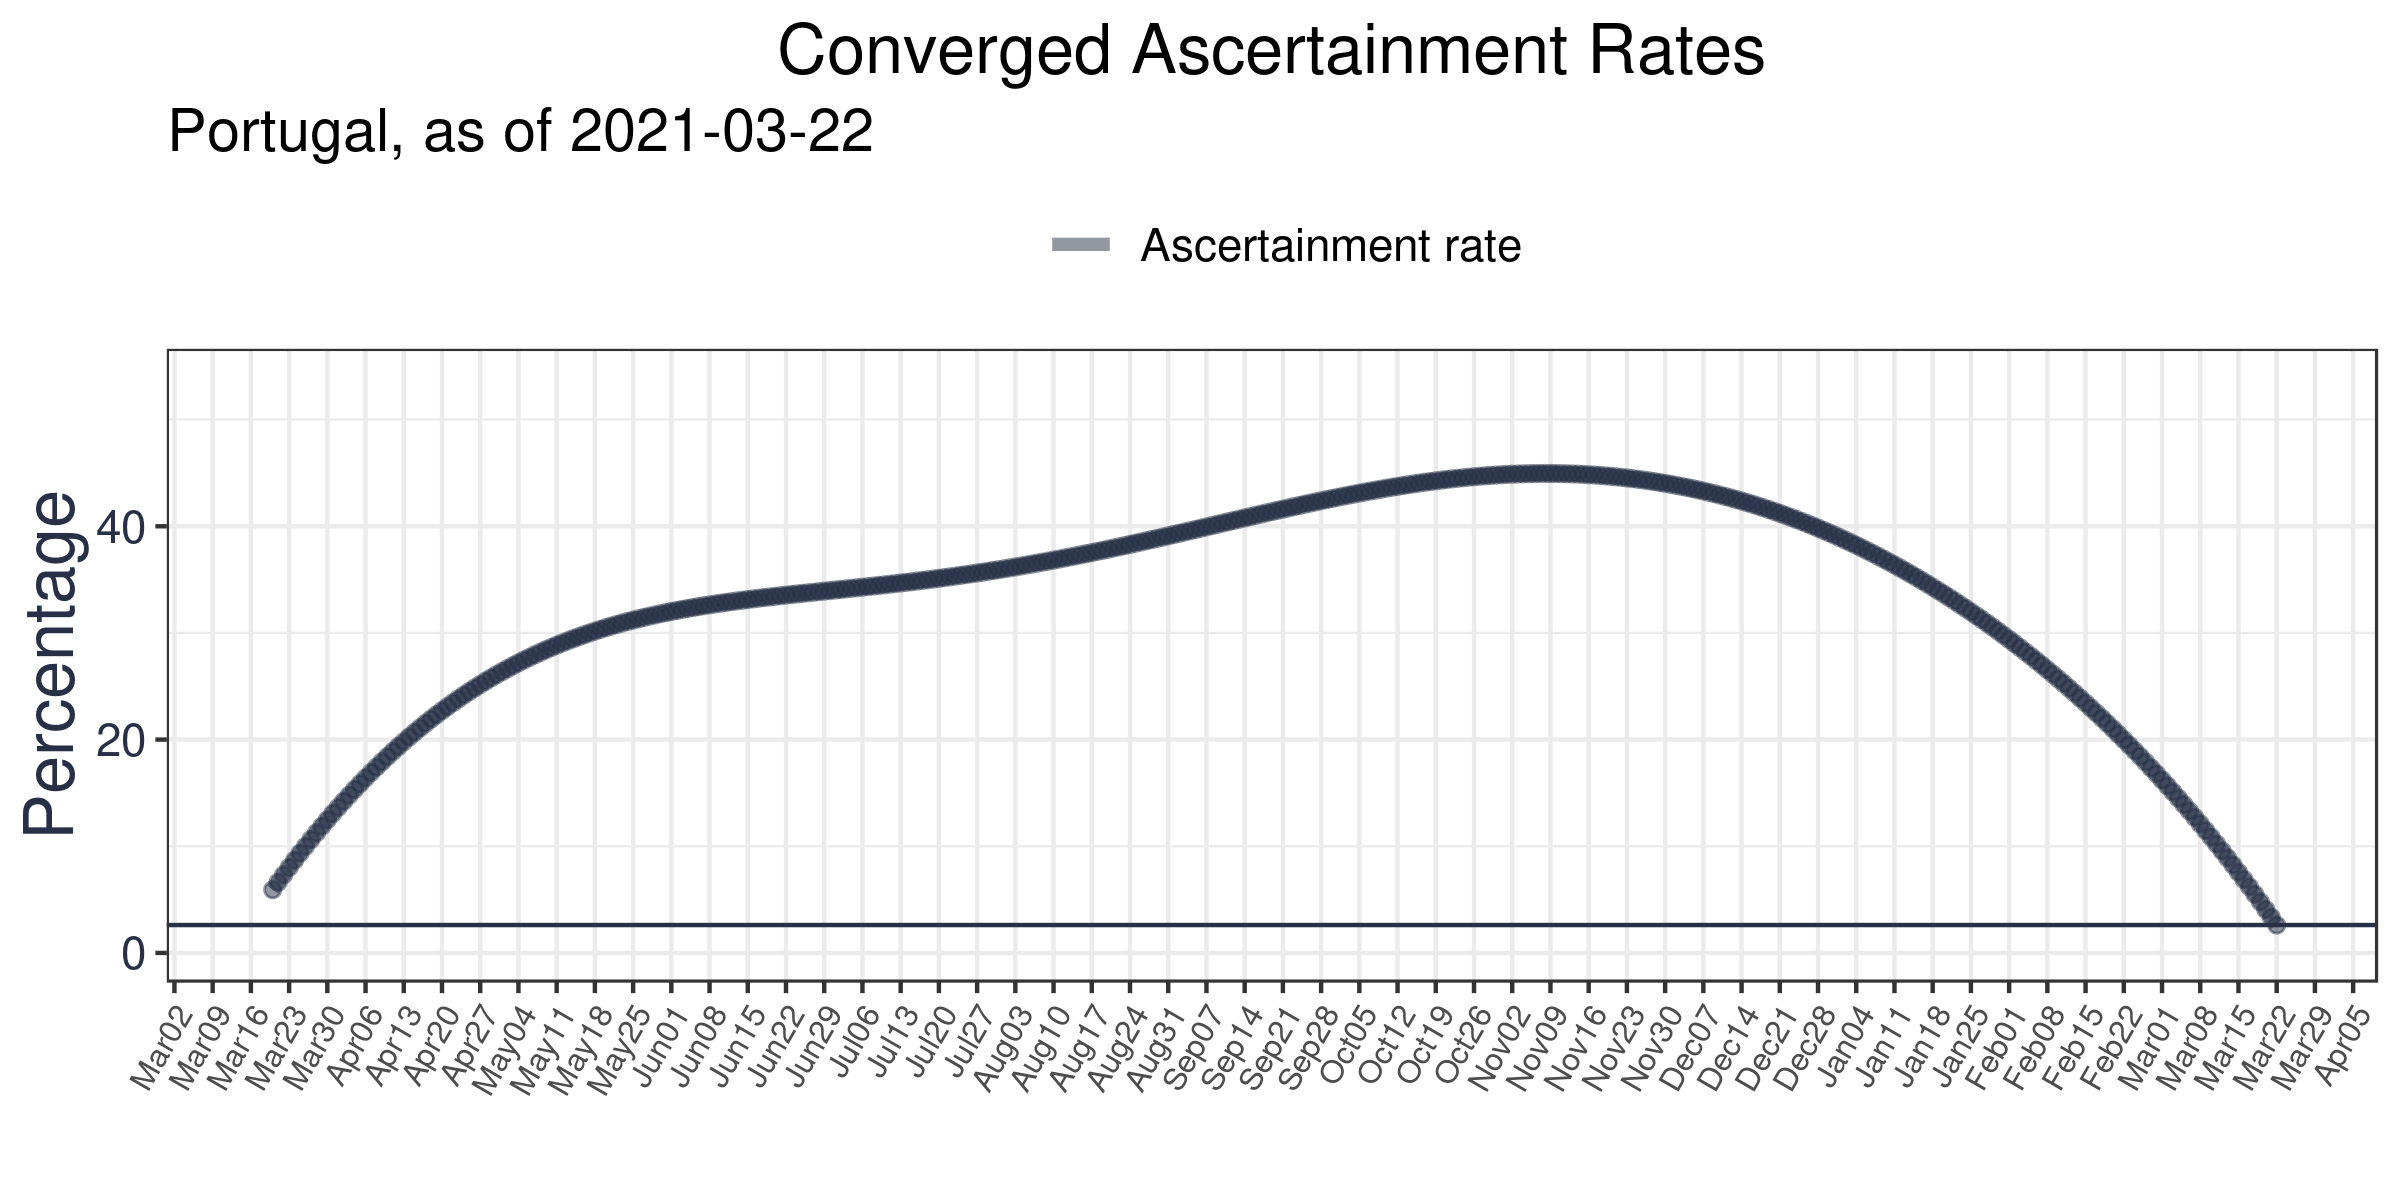 Converged Ascertainment Rates
Portugal, as of 2021-03-22
Ascertainment rate
Percentage
40
20
0
Mar02 Mar09 Mar16 Mar23 Mar30 Apr06 Apr13 Apr20 Apr27 May04 May11 May18 May25 Jun01 Jun08 Jun15 Jun22 Jun29 Jul06 Jul13 Jul20 Jul27 Aug03 Aug10 Aug17 Aug24 Aug31 Sep07 Sep14 Sep21 Sep28 Oct05 Oct12 Oct19 Oct26 Nov02 Nov09 Nov16 Nov23 Nov30 Dec07 Dec14 Dec21 Dec28 Jan04 Jan11 Jan18 Jan25 Feb01 Feb08 Feb15 Feb22 Mar01 Mar08 Mar15 Mar22 Mar29 Apr05